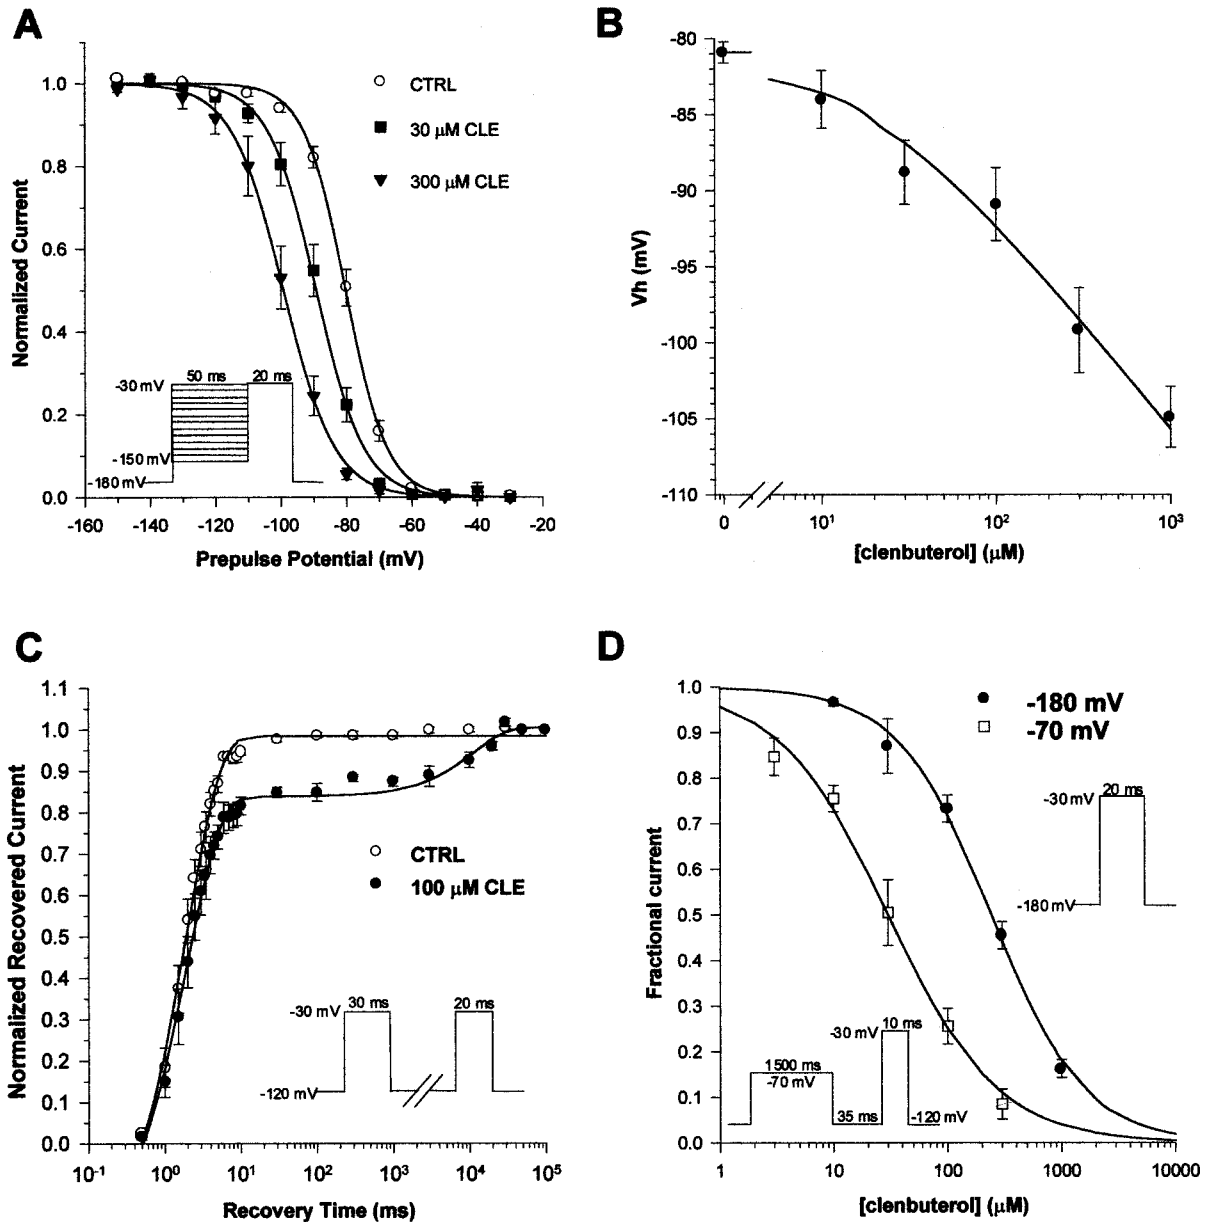 A
Normalized Current
1.0
0.8
0.6
0.4
0.2
0.0
CTRL
30 μM CLE
300 μM CLE
50 ms
20 ms
-30 mV
-150 mV
-180 mV
-160
-140
-120
-100
-80
-60
-40
-20
Prepulse Potential (mV)
B
Vh (mV)
-80
-85
-90
-95
-100
-105
-110
0
10¹
10²
10³
[clenbuterol] (μM)
C
Normalized Recovered Current
1.1
1.0
0.9
0.8
0.7
0.6
0.5
0.4
0.3
0.2
0.1
0.0
CTRL
100 μM CLE
30 ms
20 ms
-30 mV
-120 mV
10⁻¹
10⁰
10¹
10²
10³
10⁴
10⁵
Recovery Time (ms)
D
Fractional current
1.0
0.9
0.8
0.7
0.6
0.5
0.4
0.3
0.2
0.1
0.0
-180 mV
-70 mV
20 ms
-30 mV
-180 mV
10 ms
-30 mV
1500 ms
-70 mV
35 ms
-120 mV
1
10
100
1000
10000
[clenbuterol] (μM)